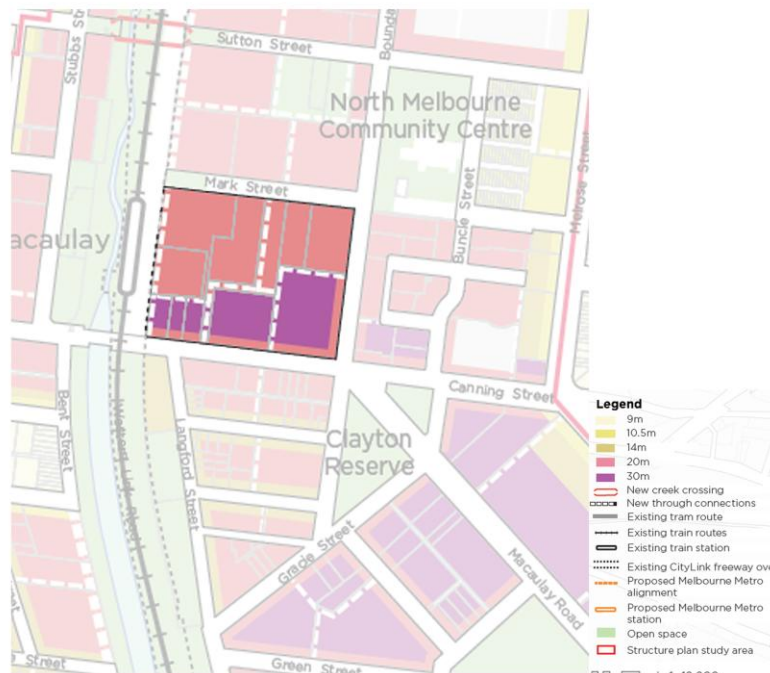 Stubbs Str
Sutton Street
Bounda
North Melbourne
Community Centre
Melrose Street
Mark Street
Buncle Street
acaulay
Canning Street
Bent Street
Langford Street
Clayton
Reserve
Gracie Street
Macaulay Road
Green Street
e Street
Legend
9m
10.5m
14m
20m
30m
New creek crossing
New through connections
Existing tram route
Existing train routes
Existing train station
Existing CityLink freeway ove
Proposed Melbourne Metro
alignment
Proposed Melbourne Metro
station
Open space
Structure plan study area